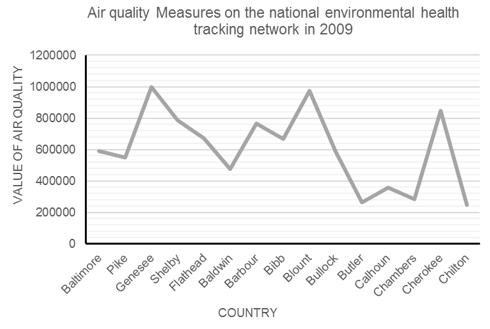 Air quality Measures on the national environmental health
tracking network in 2009
VALUE OF AIR QUALITY
1200000
1000000
800000
600000
400000
200000
0
Baltimore
Pike
Genesee
Shelby
Flathead
Baldwin
Barbour
Bibb
Blount
Bullock
Butler
Calhoun
Chambers
Cherokee
Chilton
COUNTRY